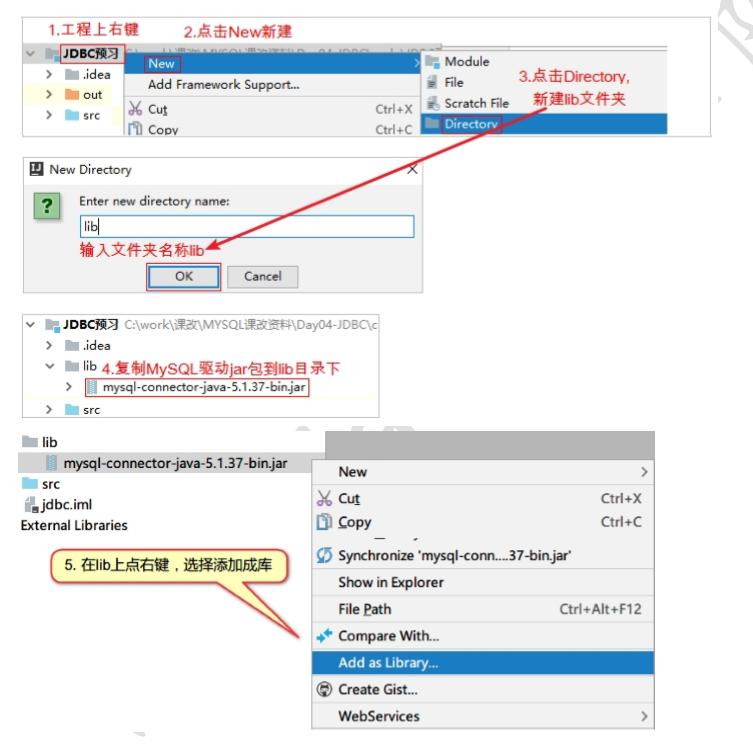 1.工程上右键 2.点击New新建
JDBC预习
New
Module
.idea
Add Framework Support...
File
3.点击Directory,
out
Cut Ctrl+X
Scratch File
新建lib文件夹
src
Copy Ctrl+C
Directory
New Directory
Enter new directory name:
lib
输入文件夹名称lib
OK Cancel
JDBC预习 C:\work\课改\MYSQL课改资料\Day04-JDBC\c
.idea
lib 4.复制MySQL驱动jar包到lib目录下
mysql-connector-java-5.1.37-bin.jar
src
lib
mysql-connector-java-5.1.37-bin.jar
src
jdbc.iml
External Libraries
5. 在lib上点右键，选择添加成库
New
Cut Ctrl+X
Copy Ctrl+C
Synchronize 'mysql-conn....37-bin.jar'
Show in Explorer
File Path Ctrl+Alt+F12
Compare With...
Add as Library...
Create Gist...
WebServices